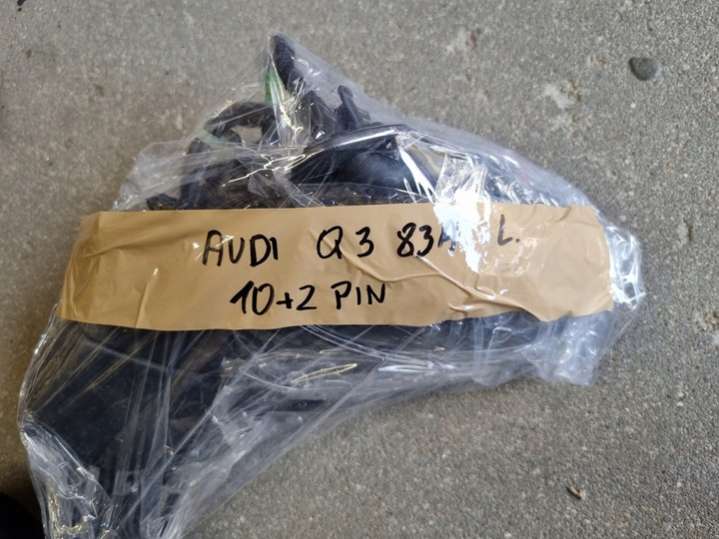 AUDI Q3 83A L.
10+2 PIN